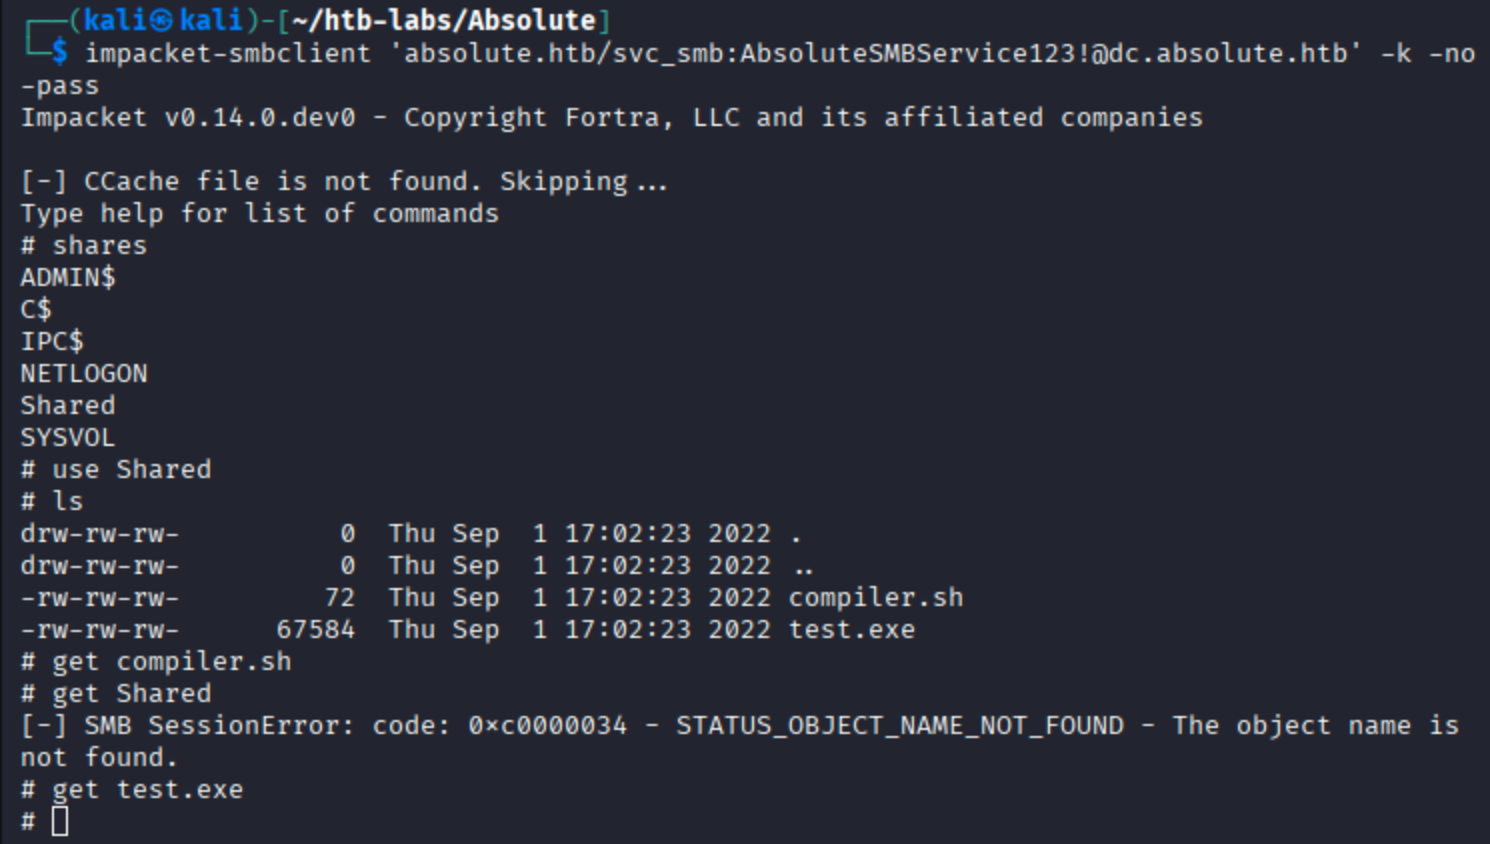 ┌──(kali㉿kali)-[~/htb-labs/Absolute]
└─$ impacket-smbclient 'absolute.htb/svc_smb:AbsoluteSMBService123!@dc.absolute.htb' -k -no
-pass
Impacket v0.14.0.dev0 - Copyright Fortra, LLC and its affiliated companies
[-] CCache file is not found. Skipping...
Type help for list of commands
# shares
ADMIN$
C$
IPC$
NETLOGON
Shared
SYSVOL
# use Shared
# ls
drw-rw-rw-          0  Thu Sep  1 17:02:23 2022 .
drw-rw-rw-          0  Thu Sep  1 17:02:23 2022 ..
-rw-rw-rw-         72  Thu Sep  1 17:02:23 2022 compiler.sh
-rw-rw-rw-      67584  Thu Sep  1 17:02:23 2022 test.exe
# get compiler.sh
# get Shared
[-] SMB SessionError: code: 0xc0000034 - STATUS_OBJECT_NAME_NOT_FOUND - The object name is
not found.
# get test.exe
#